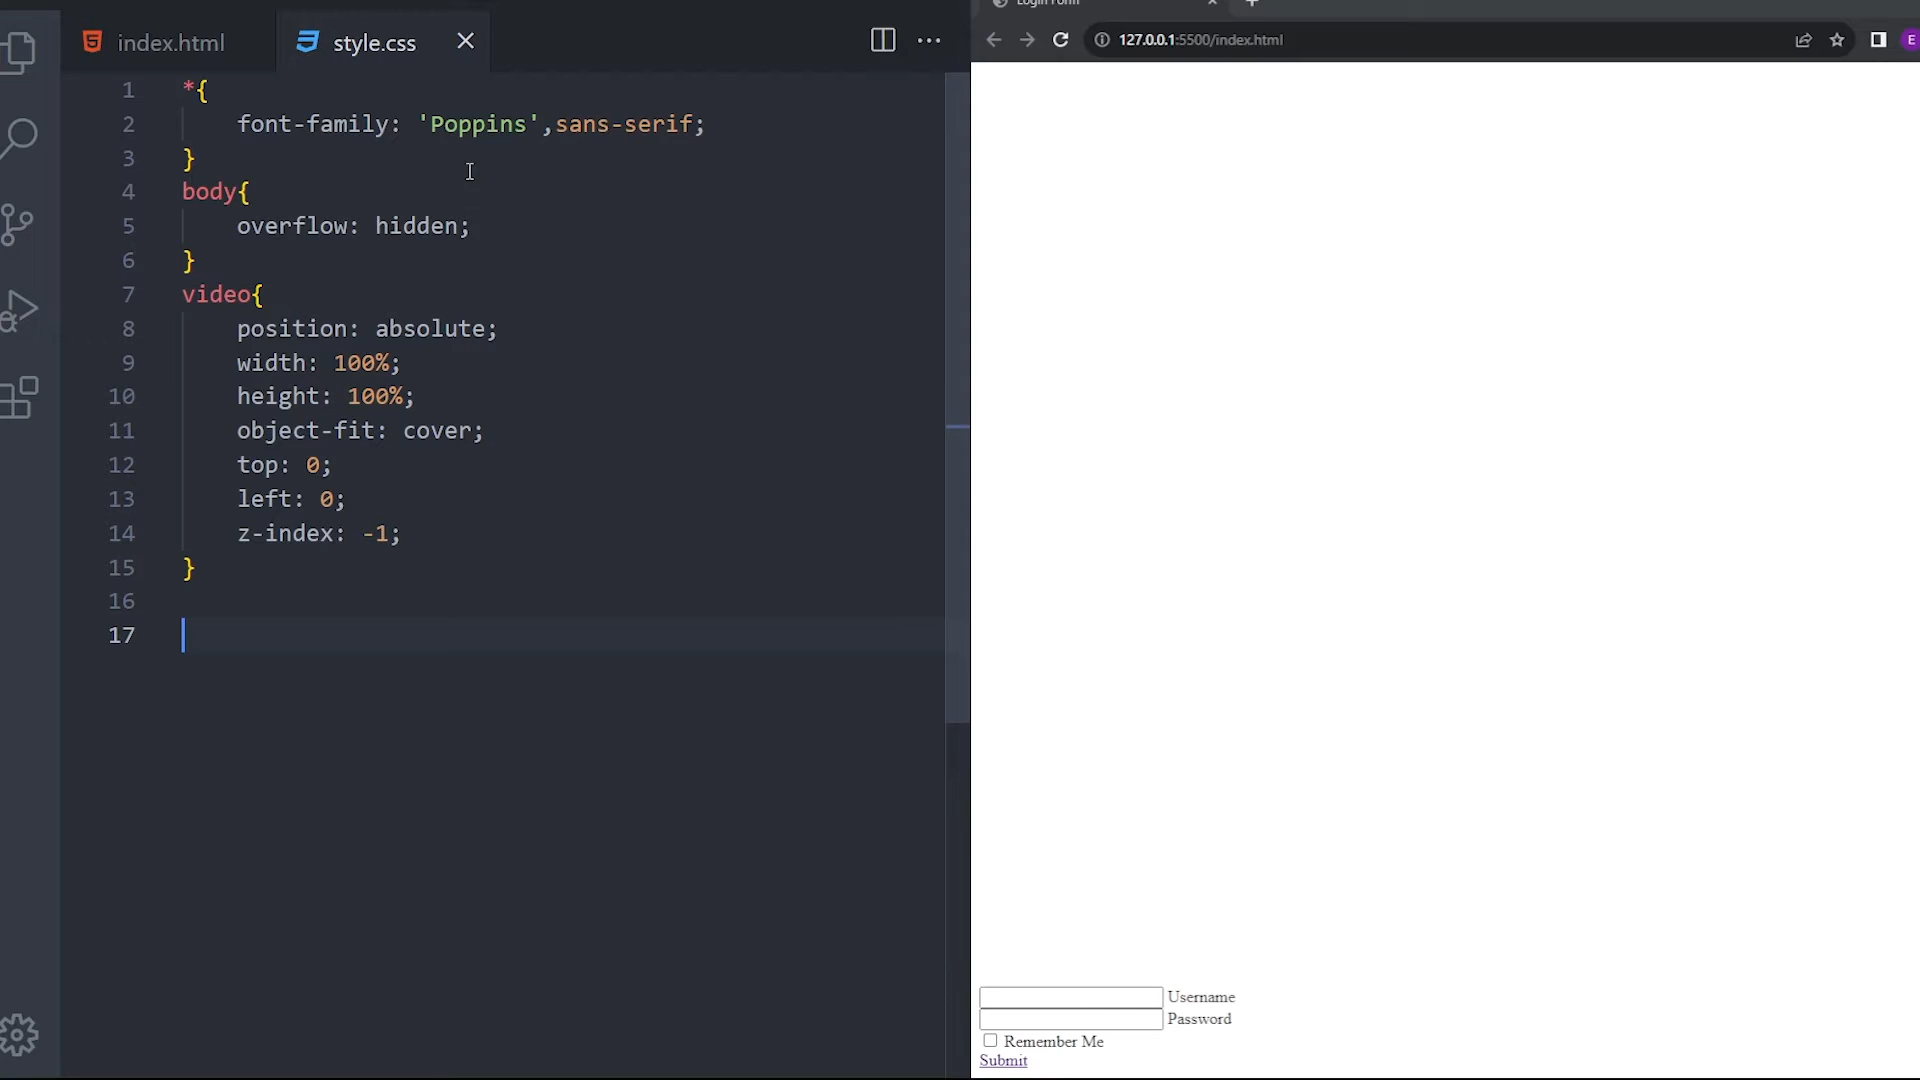 index.html
style.css
Login Form
127.0.0.1:5500/index.html
E
1 *{
2 font-family: 'Poppins',sans-serif;
3 }
4 body{
5 overflow: hidden;
6 }
7 video{
8 position: absolute;
9 width: 100%;
10 height: 100%;
11 object-fit: cover;
12 top: 0;
13 left: 0;
14 z-index: -1;
15 }
16
17
Username
Password
Remember Me
Submit